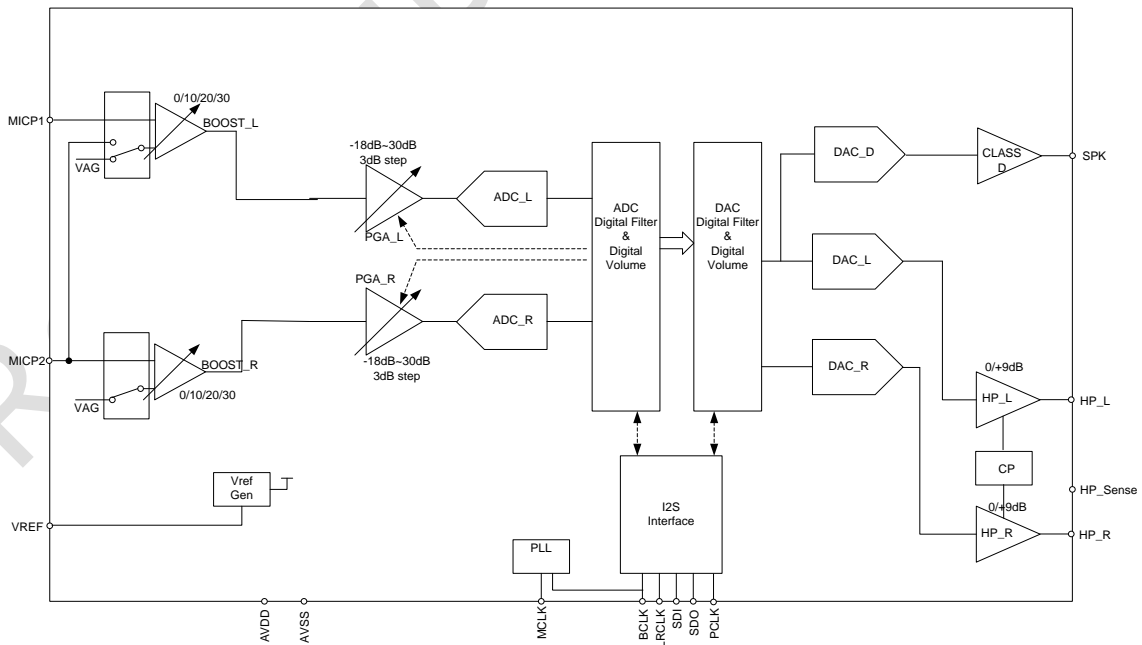 0/10/20/30
MICP1
BOOST_L
VAG
-18dB~30dB
3dB step
PGA_L
ADC_L
ADC
Digital Filter
&
Digital
Volume
DAC
Digital Filter
&
Digital
Volume
DAC_D
CLASS
D
SPK
DAC_L
PGA_R
ADC_R
-18dB~30dB
3dB step
MICP2
BOOST_R
0/10/20/30
VAG
DAC_R
0/+9dB
HP_L
HP_L
CP
HP_Sense
0/+9dB
HP_R
HP_R
Vref
Gen
VREF
I2S
Interface
PLL
AVDD
AVSS
MCLK
BCLK
LRCLK
SDI
SDO
PCLK